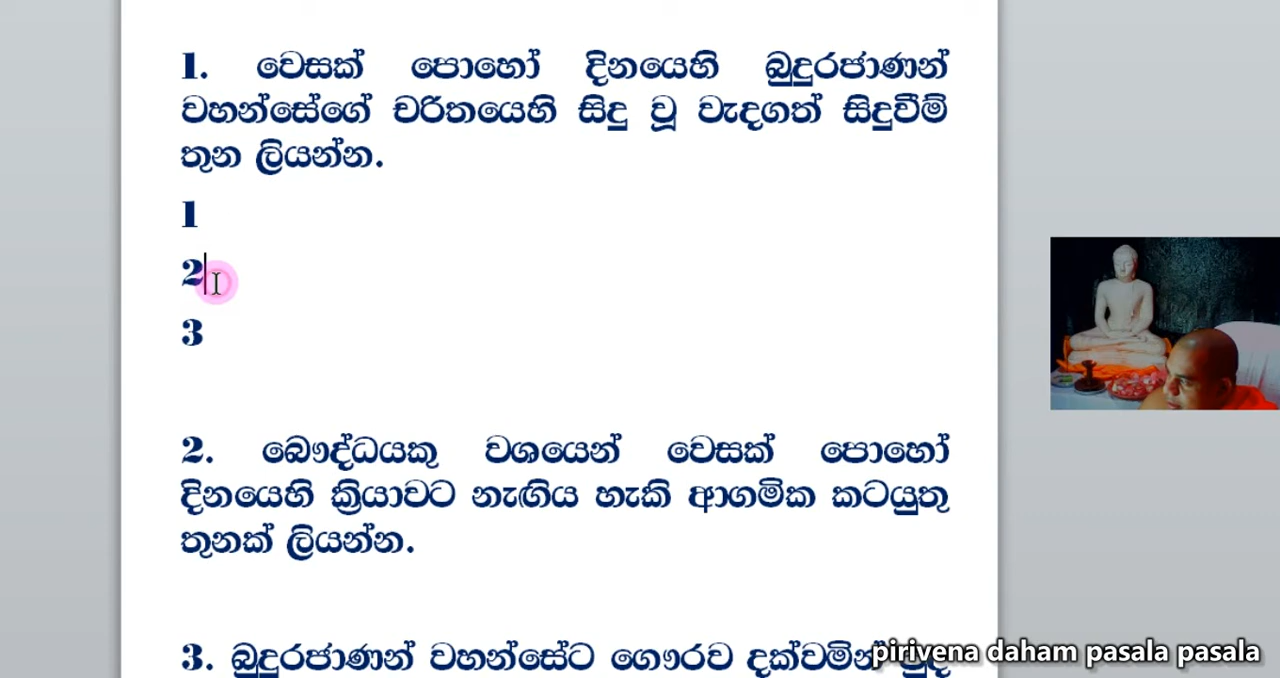 1. වෙසක් පොහෝ දිනයෙහි බුදුරජාණන්
වහන්සේගේ චරිතයෙහි සිදු වූ වැදගත් සිදුවීම්
තුන ලියන්න.
1
2
3
2. බෞද්ධයකු වශයෙන් වෙසක් පොහෝ
දිනයෙහි ක්‍රියාවට නැඟිය හැකි ආගමික කටයුතු
තුනක් ලියන්න.
3. බුදුරජාණන් වහන්සේට ගෞරව දක්වමින්
pirivena daham pasala pasala